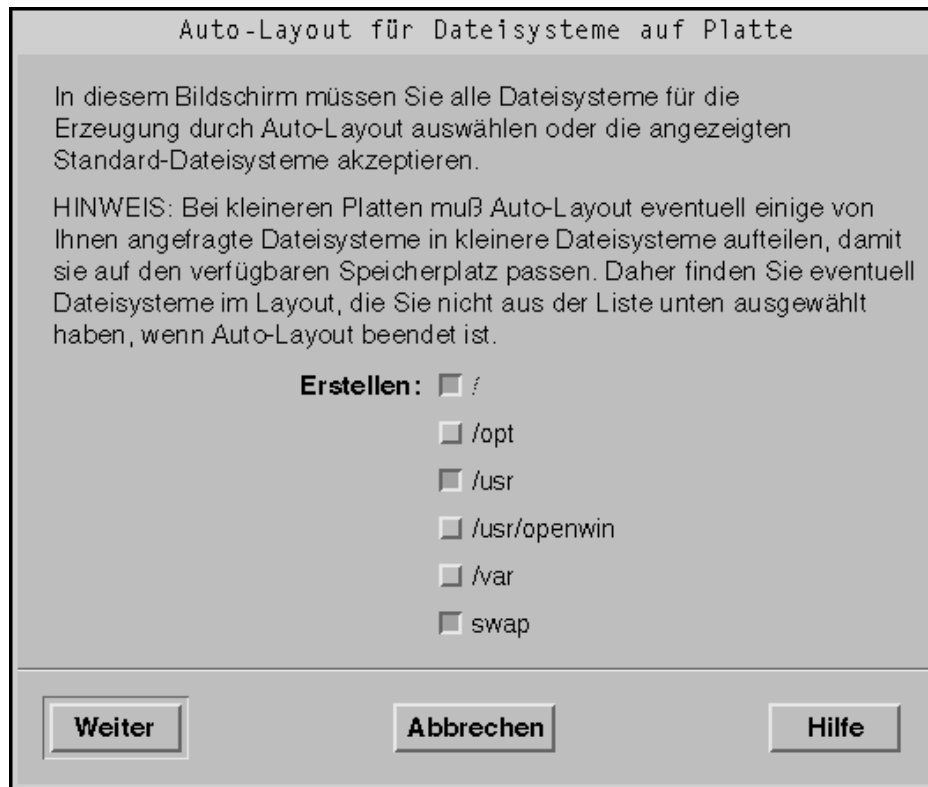 Auto-Layout für Dateisysteme auf Platte
In diesem Bildschirm müssen Sie alle Dateisysteme für die
Erzeugung durch Auto-Layout auswählen oder die angezeigten
Standard-Dateisysteme akzeptieren.
HINWEIS: Bei kleineren Platten muß Auto-Layout eventuell einige von
Ihnen angefragte Dateisysteme in kleinere Dateisysteme aufteilen, damit
sie auf den verfügbaren Speicherplatz passen. Daher finden Sie eventuell
Dateisysteme im Layout, die Sie nicht aus der Liste unten ausgewählt
haben, wenn Auto-Layout beendet ist.
Erstellen: /
/opt
/usr
/usr/openwin
/var
swap
Weiter Abbrechen Hilfe